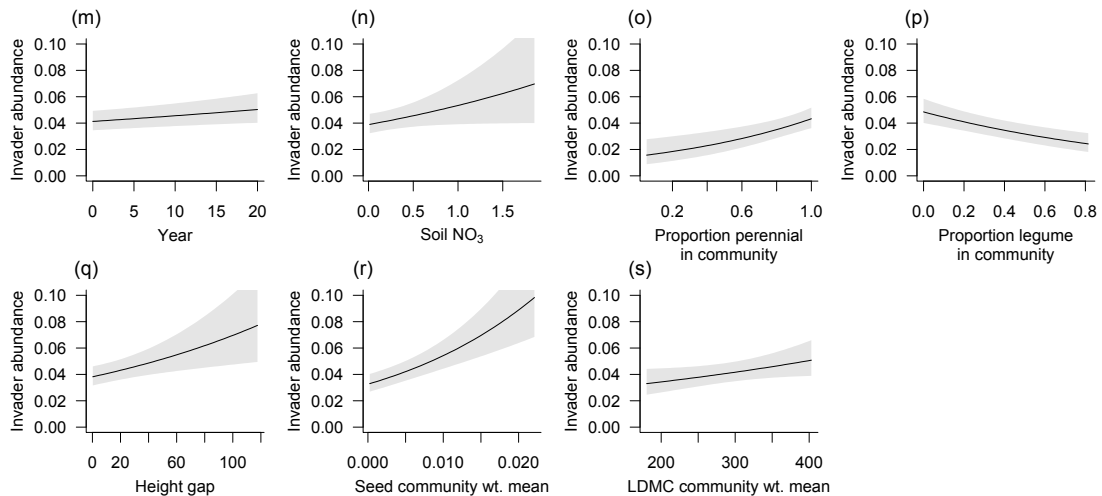 (m) (n) (o) (p)
Invader abundance
0.10
0.08
0.06
0.04
0.02
0.00
0 5 10 15 20
Year
Invader abundance
0.10
0.08
0.06
0.04
0.02
0.00
0.0 0.5 1.0 1.5
Soil NO₃
Invader abundance
0.10
0.08
0.06
0.04
0.02
0.00
0.2 0.6 1.0
Proportion perennial
in community
Invader abundance
0.10
0.08
0.06
0.04
0.02
0.00
0.0 0.2 0.4 0.6 0.8
Proportion legume
in community
(q) (r) (s)
Invader abundance
0.10
0.08
0.06
0.04
0.02
0.00
0 20 60 100
Height gap
Invader abundance
0.10
0.08
0.06
0.04
0.02
0.00
0.000 0.010 0.020
Seed community wt. mean
Invader abundance
0.10
0.08
0.06
0.04
0.02
0.00
200 300 400
LDMC community wt. mean